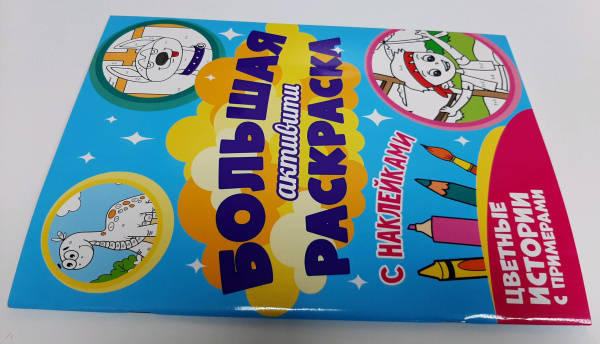 БОЛЬШАЯ
активити
РАСКРАСКА
С НАКЛЕЙКАМИ
ЦВЕТНЫЕ
ИСТОРИИ
С ПРИМЕРАМИ